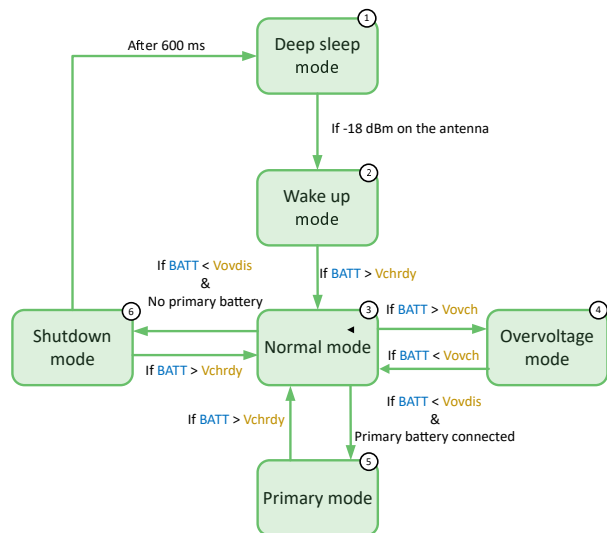 1
Deep sleep
mode
After 600 ms
If -18 dBm on the antenna
2
Wake up
mode
If BATT < Vovdis
&
No primary battery
If BATT > Vchrdy
6
Shutdown
mode
3
Normal mode
If BATT > Vovch
4
Overvoltage
mode
If BATT < Vovch
If BATT > Vchrdy
If BATT > Vchrdy
If BATT < Vovdis
&
Primary battery connected
5
Primary mode